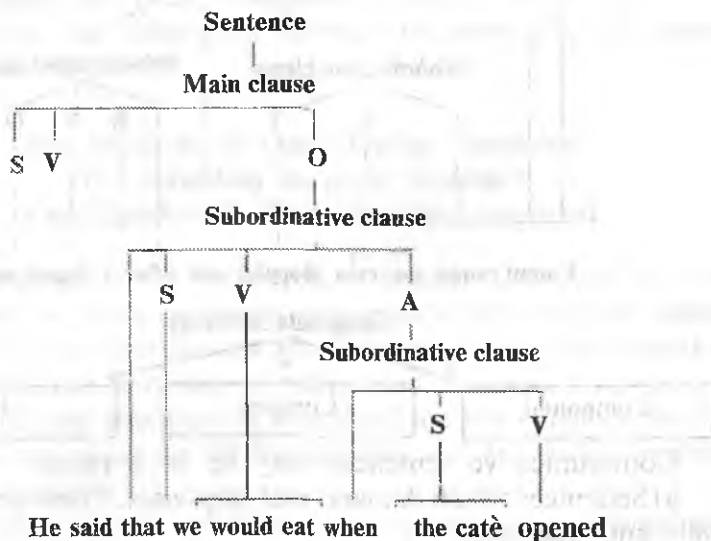 Sentence
Main clause
S V O
Subordinative clause
S V A
Subordinative clause
S V
He said that we would eat when the catè opened